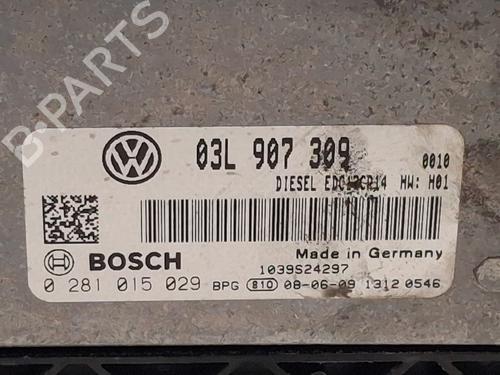 B-PARTS
03L 907 309
0010
DIESEL EDC17CP14 HW: H01
BOSCH
Made in Germany
1039S24297
0 281 015 029 BPG 810 08-06-09 1312 0546